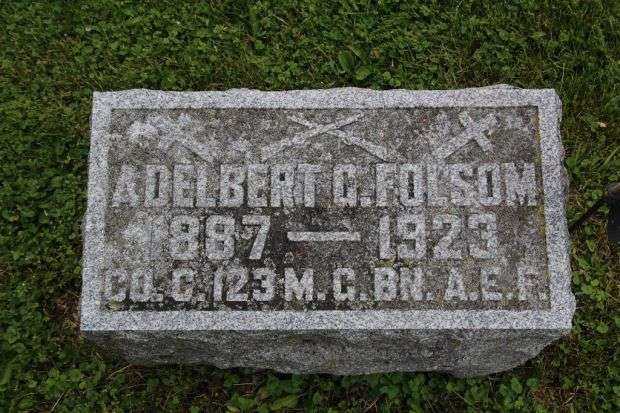 ADELBERT C. FOLSOM
1887 — 1923
CO. C. 123 M. G. BN. A.E.F.